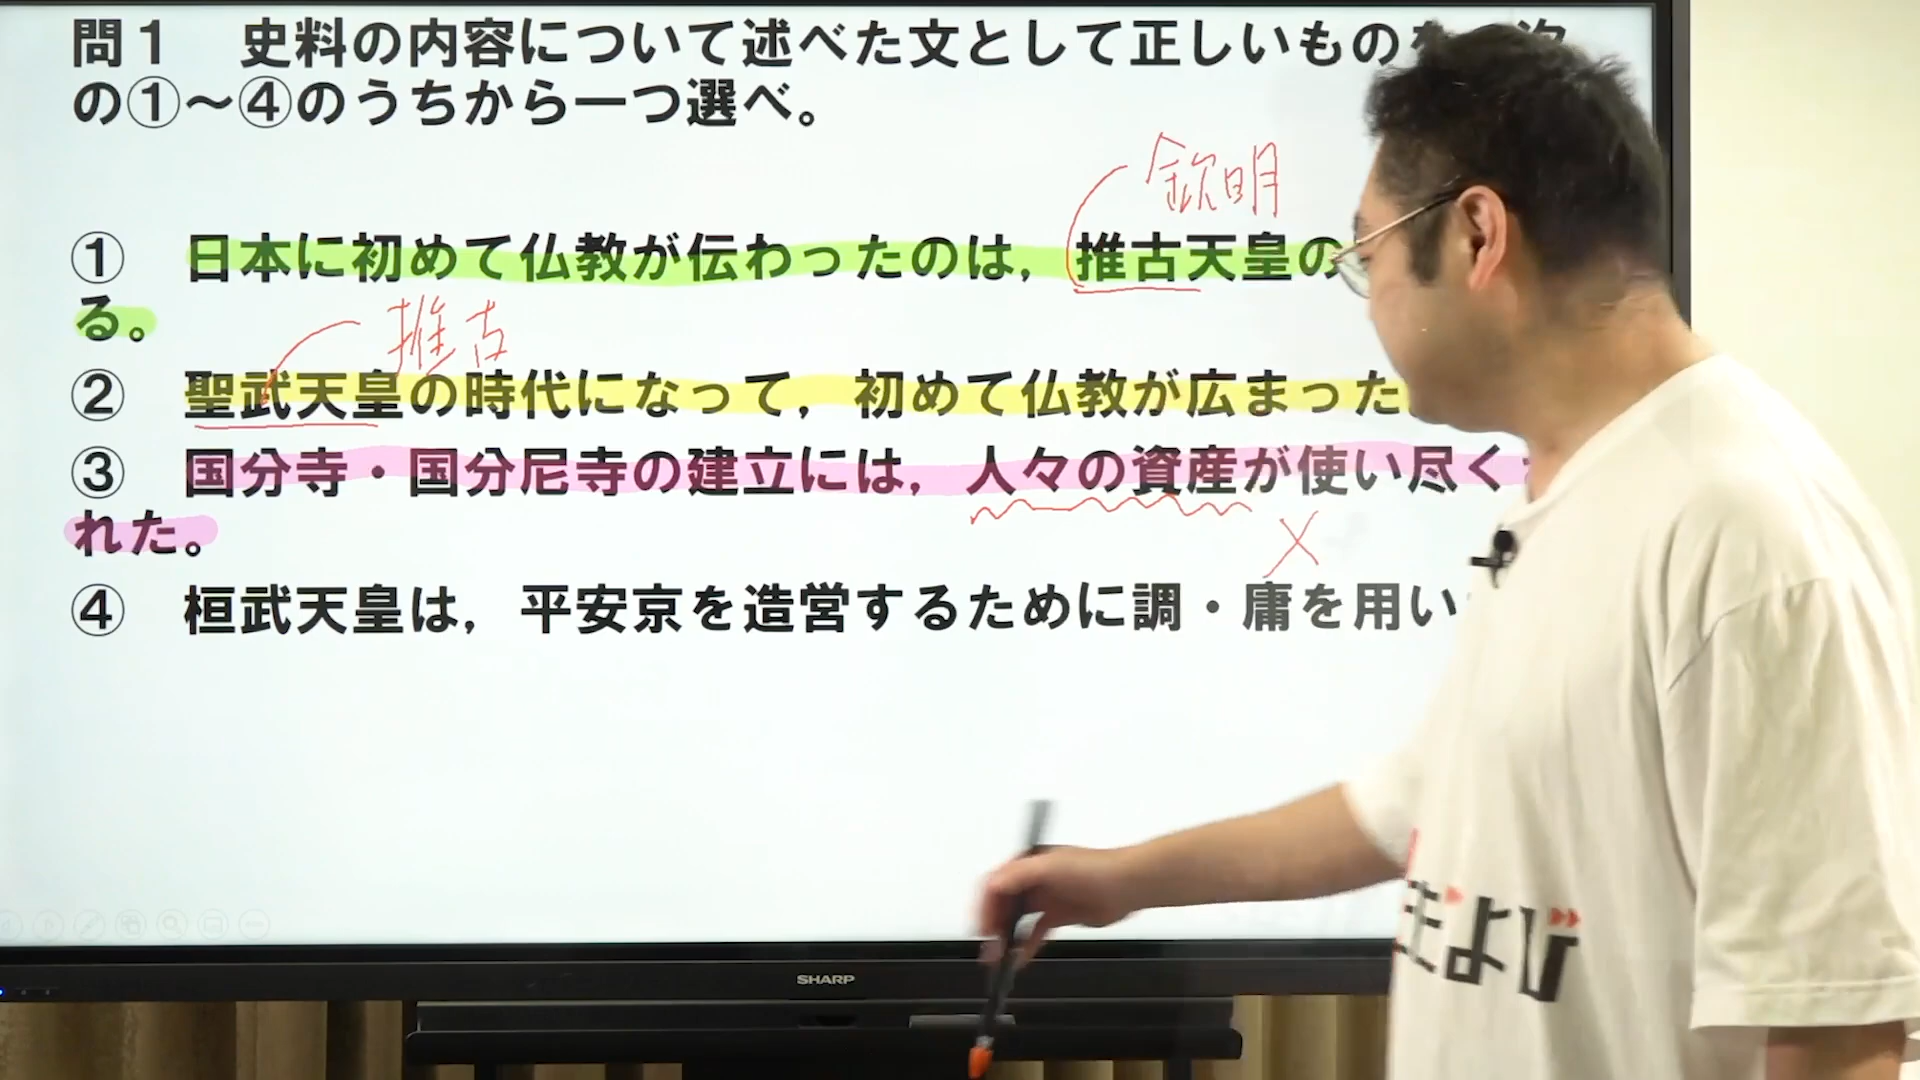 問1 史料の内容について述べた文として正しいものを 次
の①～④のうちから一つ選べ。
欽明
① 日本に初めて仏教が伝わったのは，推古天皇の
る。
推古
② 聖武天皇の時代になって，初めて仏教が広まった
③ 国分寺・国分尼寺の建立には，人々の資産が使い尽く
れた。
×
④ 桓武天皇は，平安京を造営するために調・庸を用い
SHARP
よび